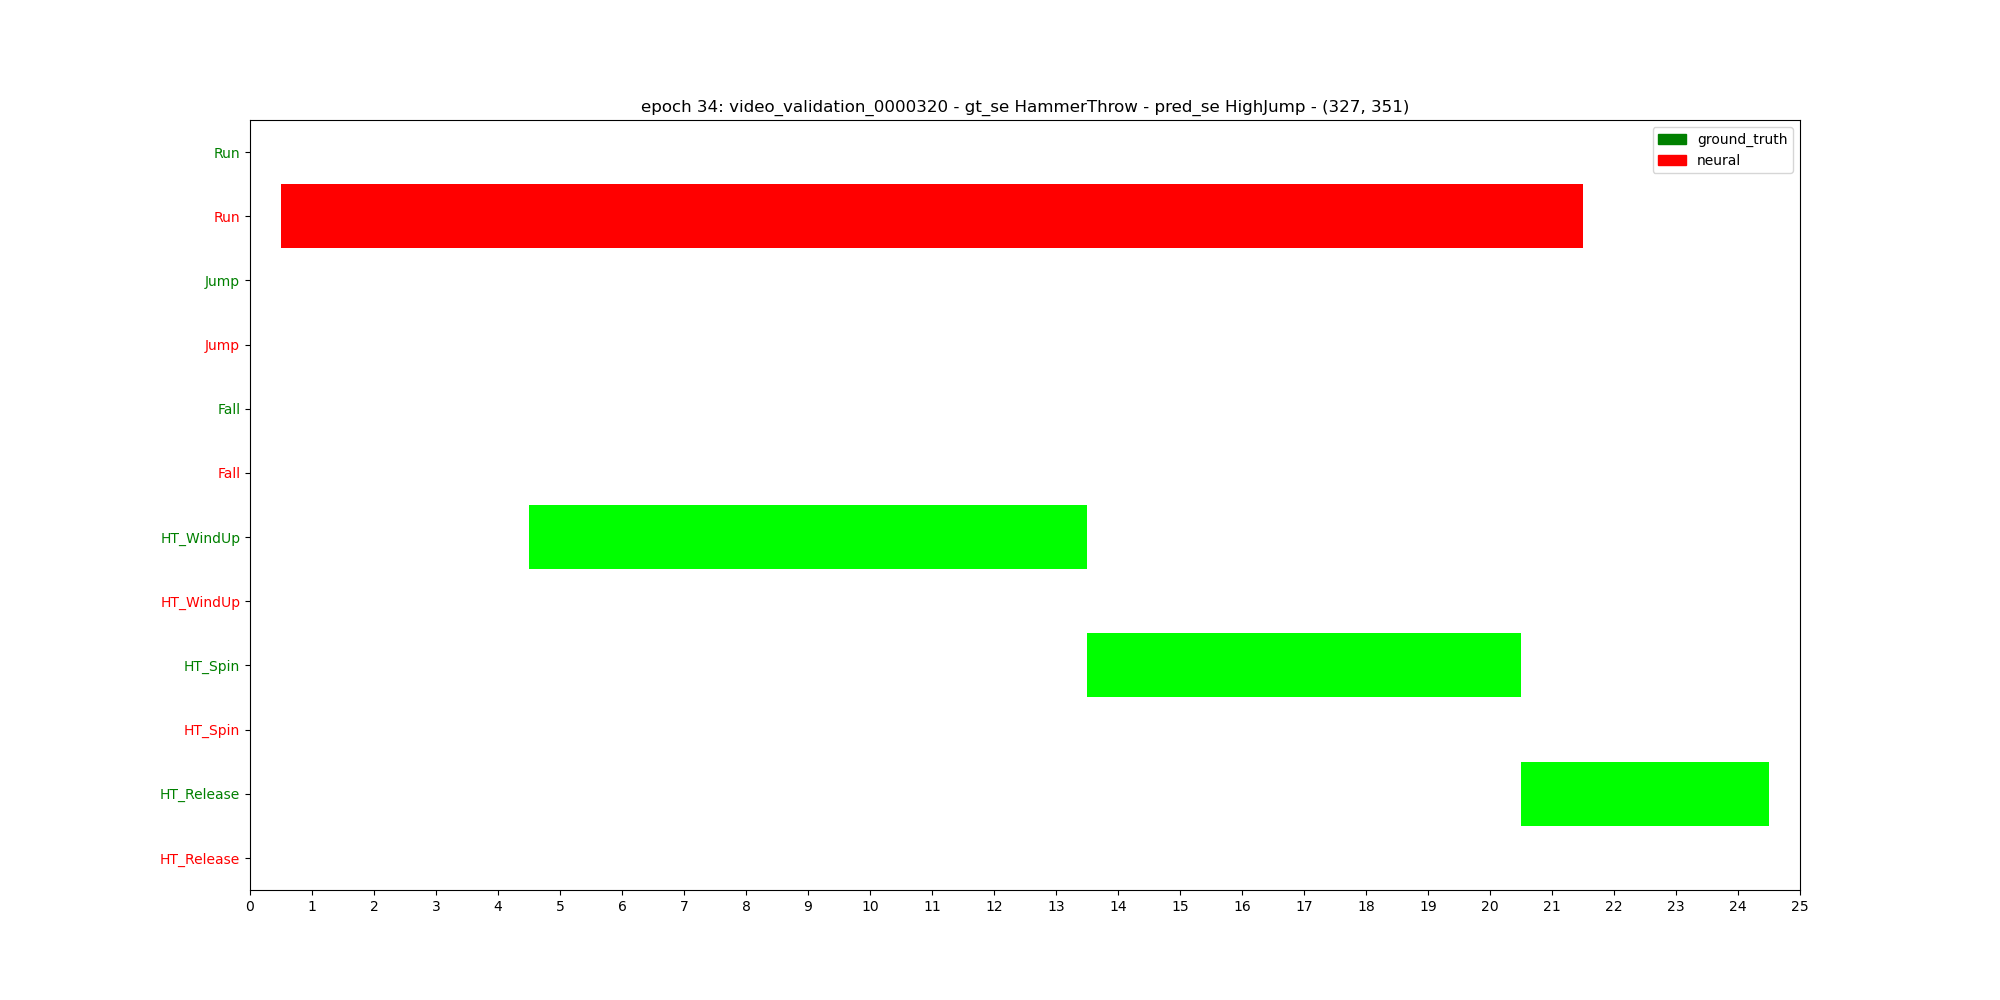 epoch 34: video_validation_0000320 - gt_se HammerThrow - pred_se HighJump - (327, 351)
ground_truth
neural
Run
Run
Jump
Jump
Fall
Fall
HT_WindUp
HT_WindUp
HT_Spin
HT_Spin
HT_Release
HT_Release
0 1 2 3 4 5 6 7 8 9 10 11 12 13 14 15 16 17 18 19 20 21 22 23 24 25